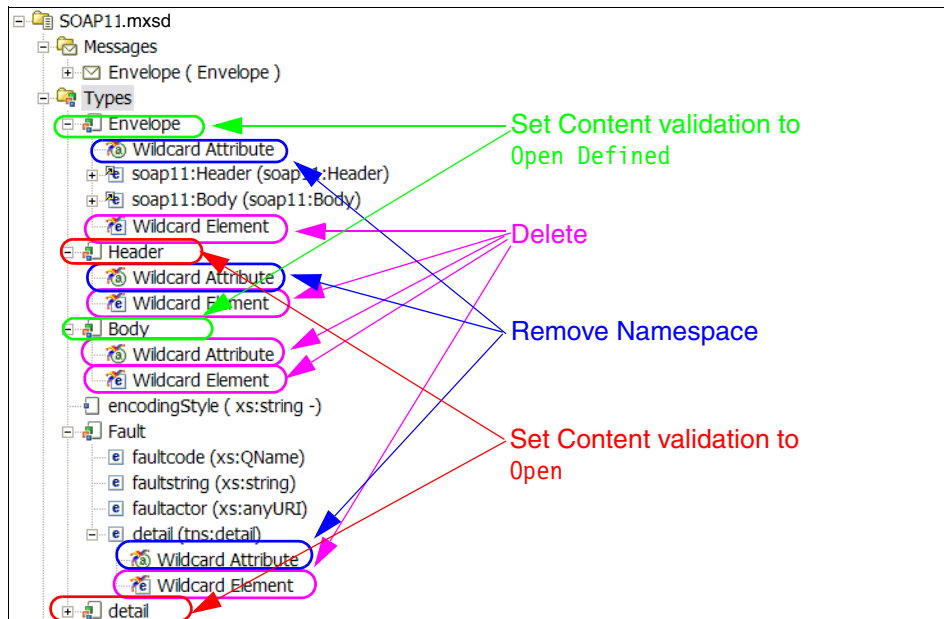 SOAP11.mxsd
Messages
Envelope ( Envelope )
Types
Envelope
Set Content validation to
Open Defined
Wildcard Attribute
soap11:Header (soap11:Header)
soap11:Body (soap11:Body)
Wildcard Element
Delete
Header
Wildcard Attribute
Wildcard Element
Body
Remove Namespace
Wildcard Attribute
Wildcard Element
encodingStyle ( xs:string -)
Fault
Set Content validation to
Open
faultcode (xs:QName)
faultstring (xs:string)
faultactor (xs:anyURI)
detail (tns:detail)
Wildcard Attribute
Wildcard Element
detail